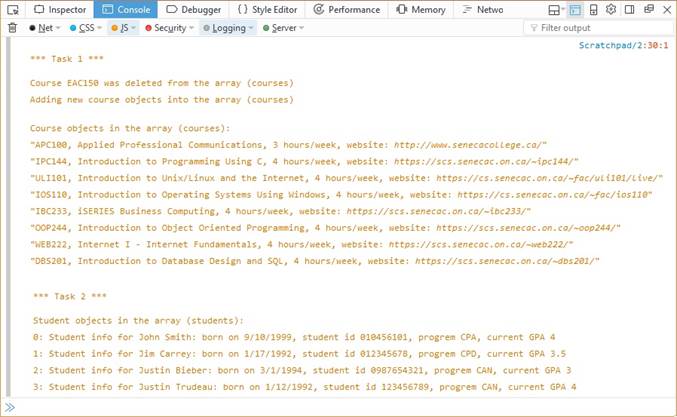 Inspector Console Debugger Style Editor Performance Memory Netwo
Net CSS JS Security Logging Server Filter output
Scratchpad/2:30:1
*** Task 1 ***
Course EAC150 was deleted from the array (courses)
Adding new course objects into the array (courses)
Course objects in the array (courses):
"APC100, Applied Professional Communications, 3 hours/week, website: http://www.senecacollege.ca/"
"IPC144, Introduction to Programming Using C, 4 hours/week, website: https://scs.senecac.on.ca/~ipc144/"
"ULI101, Introduction to Unix/Linux and the Internet, 4 hours/week, website: https://cs.senecac.on.ca/~fac/uli101/live/"
"IOS110, Introduction to Operating Systems Using Windows, 4 hours/week, website: https://cs.senecac.on.ca/~fac/ios110"
"IBC233, iSERIES Business Computing, 4 hours/week, website: https://scs.senecac.on.ca/~ibc233/"
"OOP244, Introduction to Object Oriented Programming, 4 hours/week, website: https://scs.senecac.on.ca/~oop244/"
"WEB222, Internet I - Internet Fundamentals, 4 hours/week, website: https://scs.senecac.on.ca/~web222/"
"DBS201, Introduction to Database Design and SQL, 4 hours/week, website: https://scs.senecac.on.ca/~dbs201/"
*** Task 2 ***
Student objects in the array (students):
0: Student info for John Smith: born on 9/10/1999, student id 010456101, progrem CPA, current GPA 4
1: Student info for Jim Carrey: born on 1/17/1992, student id 012345678, progrem CPD, current GPA 3.5
2: Student info for Justin Bieber: born on 3/1/1994, student id 0987654321, progrem CAN, current GPA 3
3: Student info for Justin Trudeau: born on 1/12/1992, student id 123456789, progrem CAN, current GPA 4